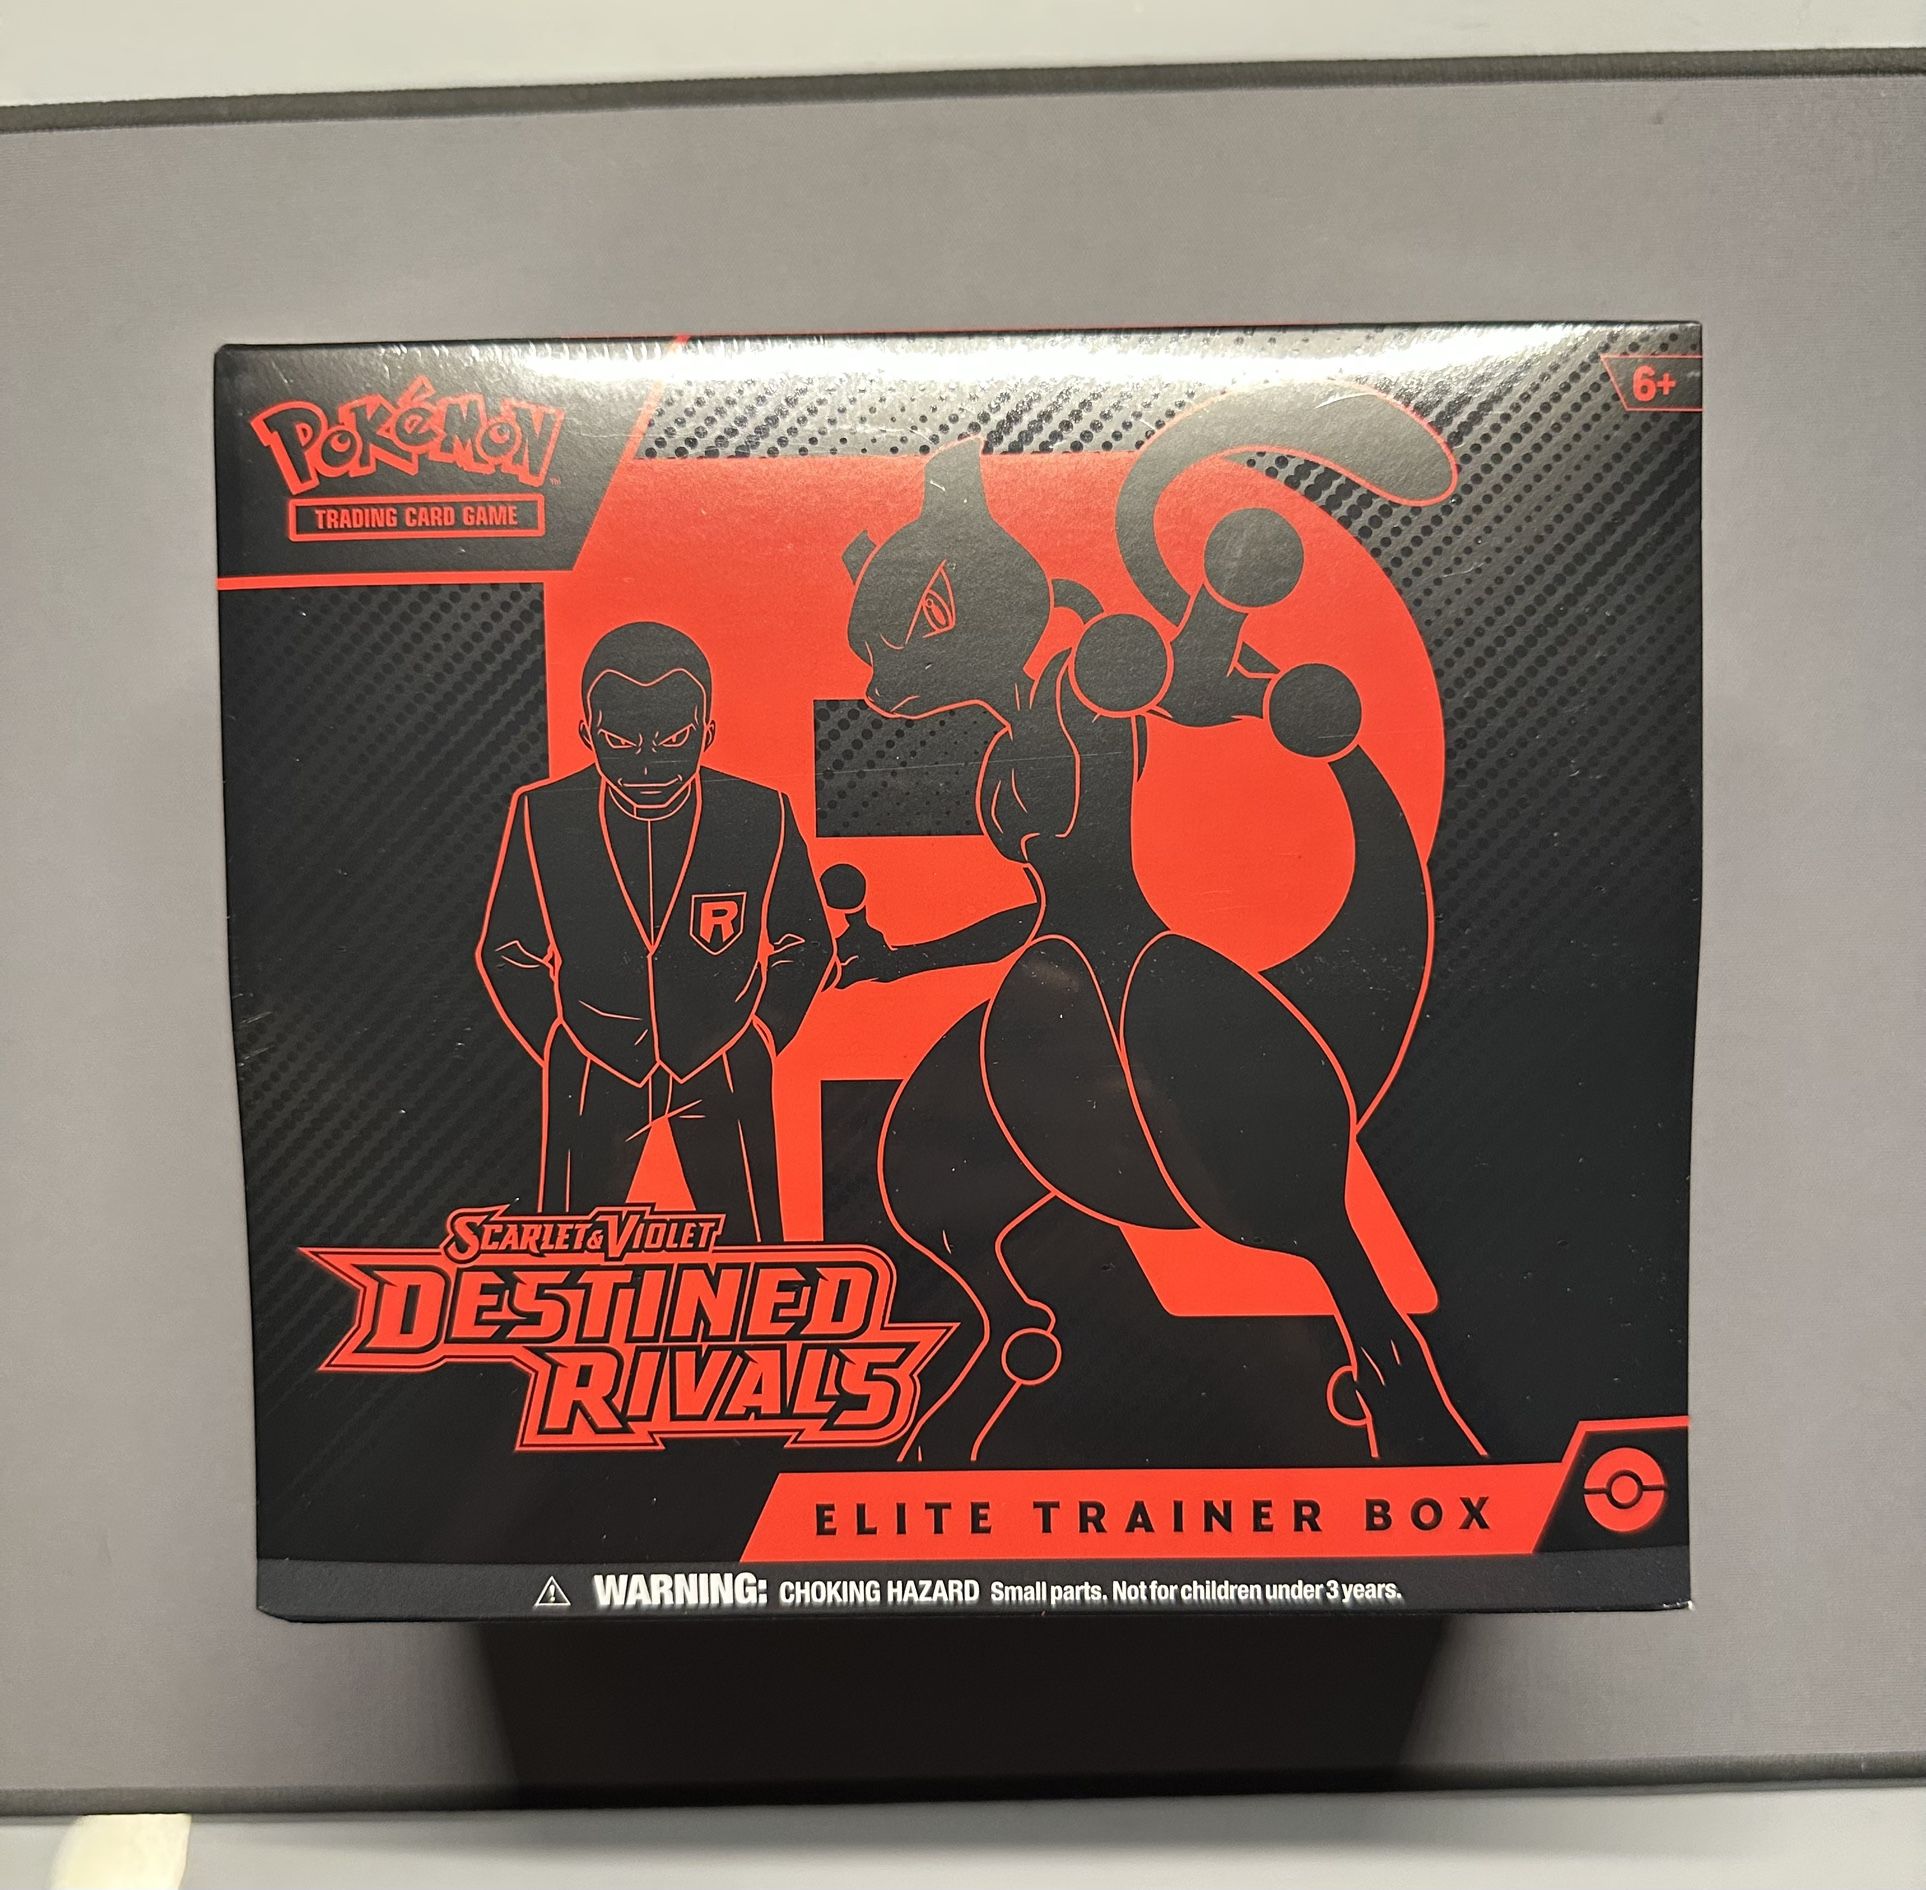 POKéMON™
TRADING CARD GAME
6+
R
SCARLET & VIOLET
DESTINED
RIVALS
ELITE TRAINER BOX
⚠ WARNING: CHOKING HAZARD Small parts. Not for children under 3 years.